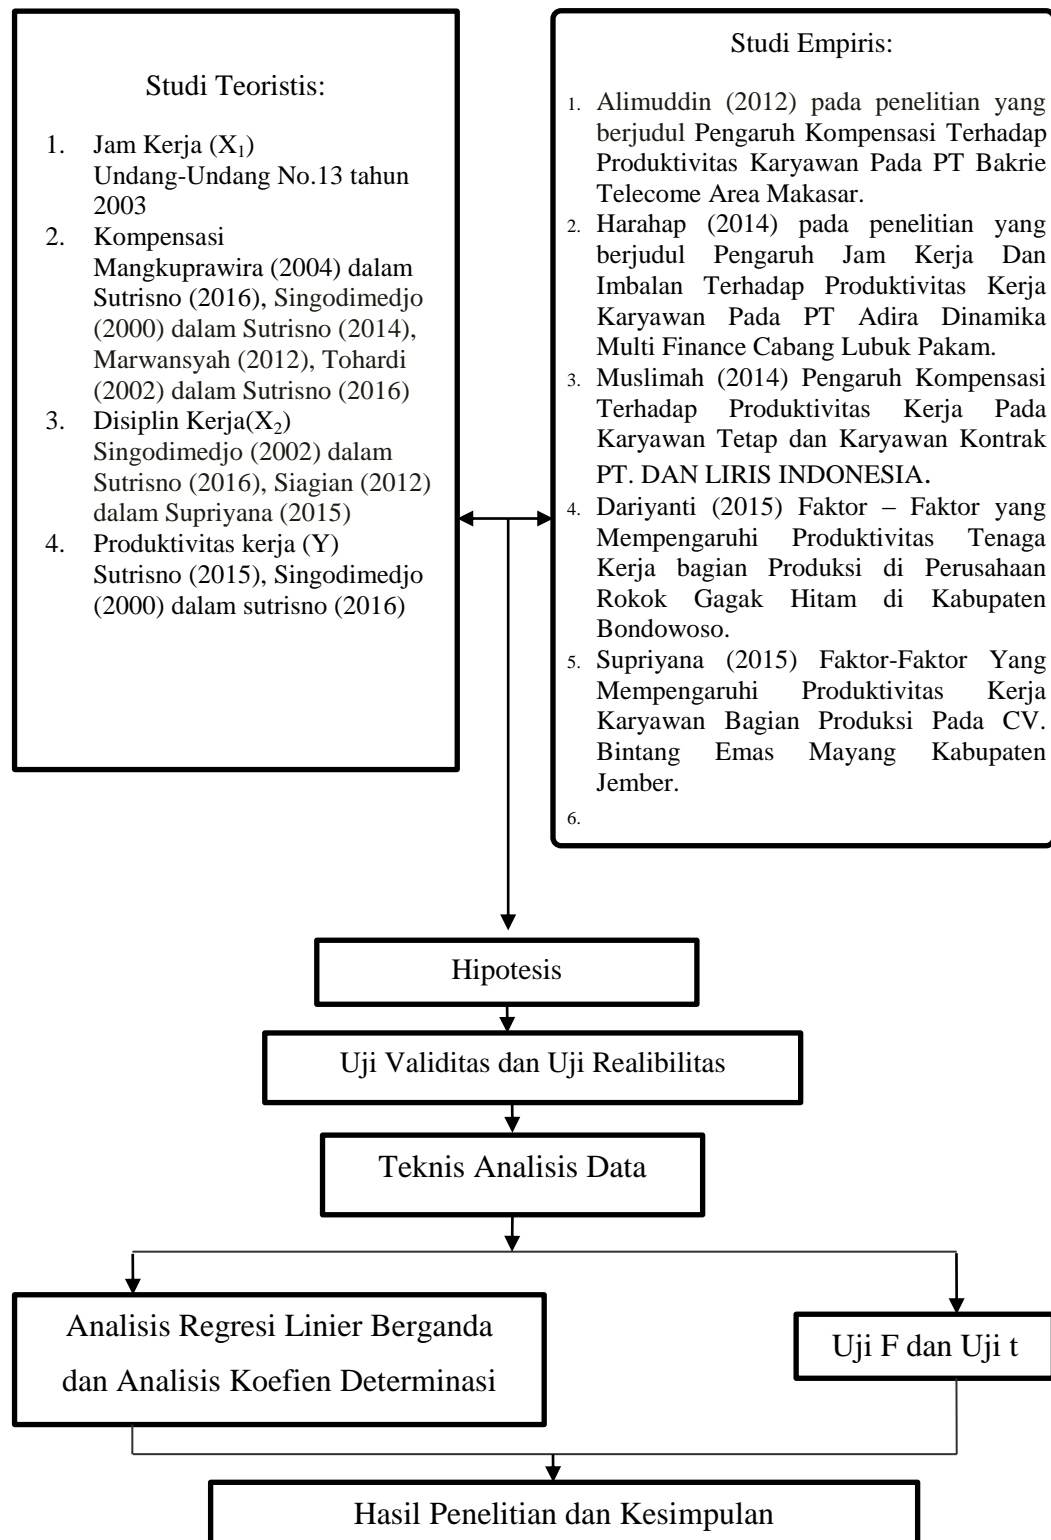 Studi Teoristis:
1. Jam Kerja (X₁)
Undang-Undang No.13 tahun
2003
2. Kompensasi
Mangkuprawira (2004) dalam
Sutrisno (2016), Singodimedjo
(2000) dalam Sutrisno (2014),
Marwansyah (2012), Tohardi
(2002) dalam Sutrisno (2016)
3. Disiplin Kerja(X₂)
Singodimedjo (2002) dalam
Sutrisno (2016), Siagian (2012)
dalam Supriyana (2015)
4. Produktivitas kerja (Y)
Sutrisno (2015), Singodimedjo
(2000) dalam sutrisno (2016)
Studi Empiris:
1. Alimuddin (2012) pada penelitian yang
berjudul Pengaruh Kompensasi Terhadap
Produktivitas Karyawan Pada PT Bakrie
Telecome Area Makasar.
2. Harahap (2014) pada penelitian yang
berjudul Pengaruh Jam Kerja Dan
Imbalan Terhadap Produktivitas Kerja
Karyawan Pada PT Adira Dinamika
Multi Finance Cabang Lubuk Pakam.
3. Muslimah (2014) Pengaruh Kompensasi
Terhadap Produktivitas Kerja Pada
Karyawan Tetap dan Karyawan Kontrak
PT. DAN LIRIS INDONESIA.
4. Dariyanti (2015) Faktor – Faktor yang
Mempengaruhi Produktivitas Tenaga
Kerja bagian Produksi di Perusahaan
Rokok Gagak Hitam di Kabupaten
Bondowoso.
5. Supriyana (2015) Faktor-Faktor Yang
Mempengaruhi Produktivitas Kerja
Karyawan Bagian Produksi Pada CV.
Bintang Emas Mayang Kabupaten
Jember.
6.
Hipotesis
Uji Validitas dan Uji Realibilitas
Teknis Analisis Data
Analisis Regresi Linier Berganda
dan Analisis Koefien Determinasi
Uji F dan Uji t
Hasil Penelitian dan Kesimpulan